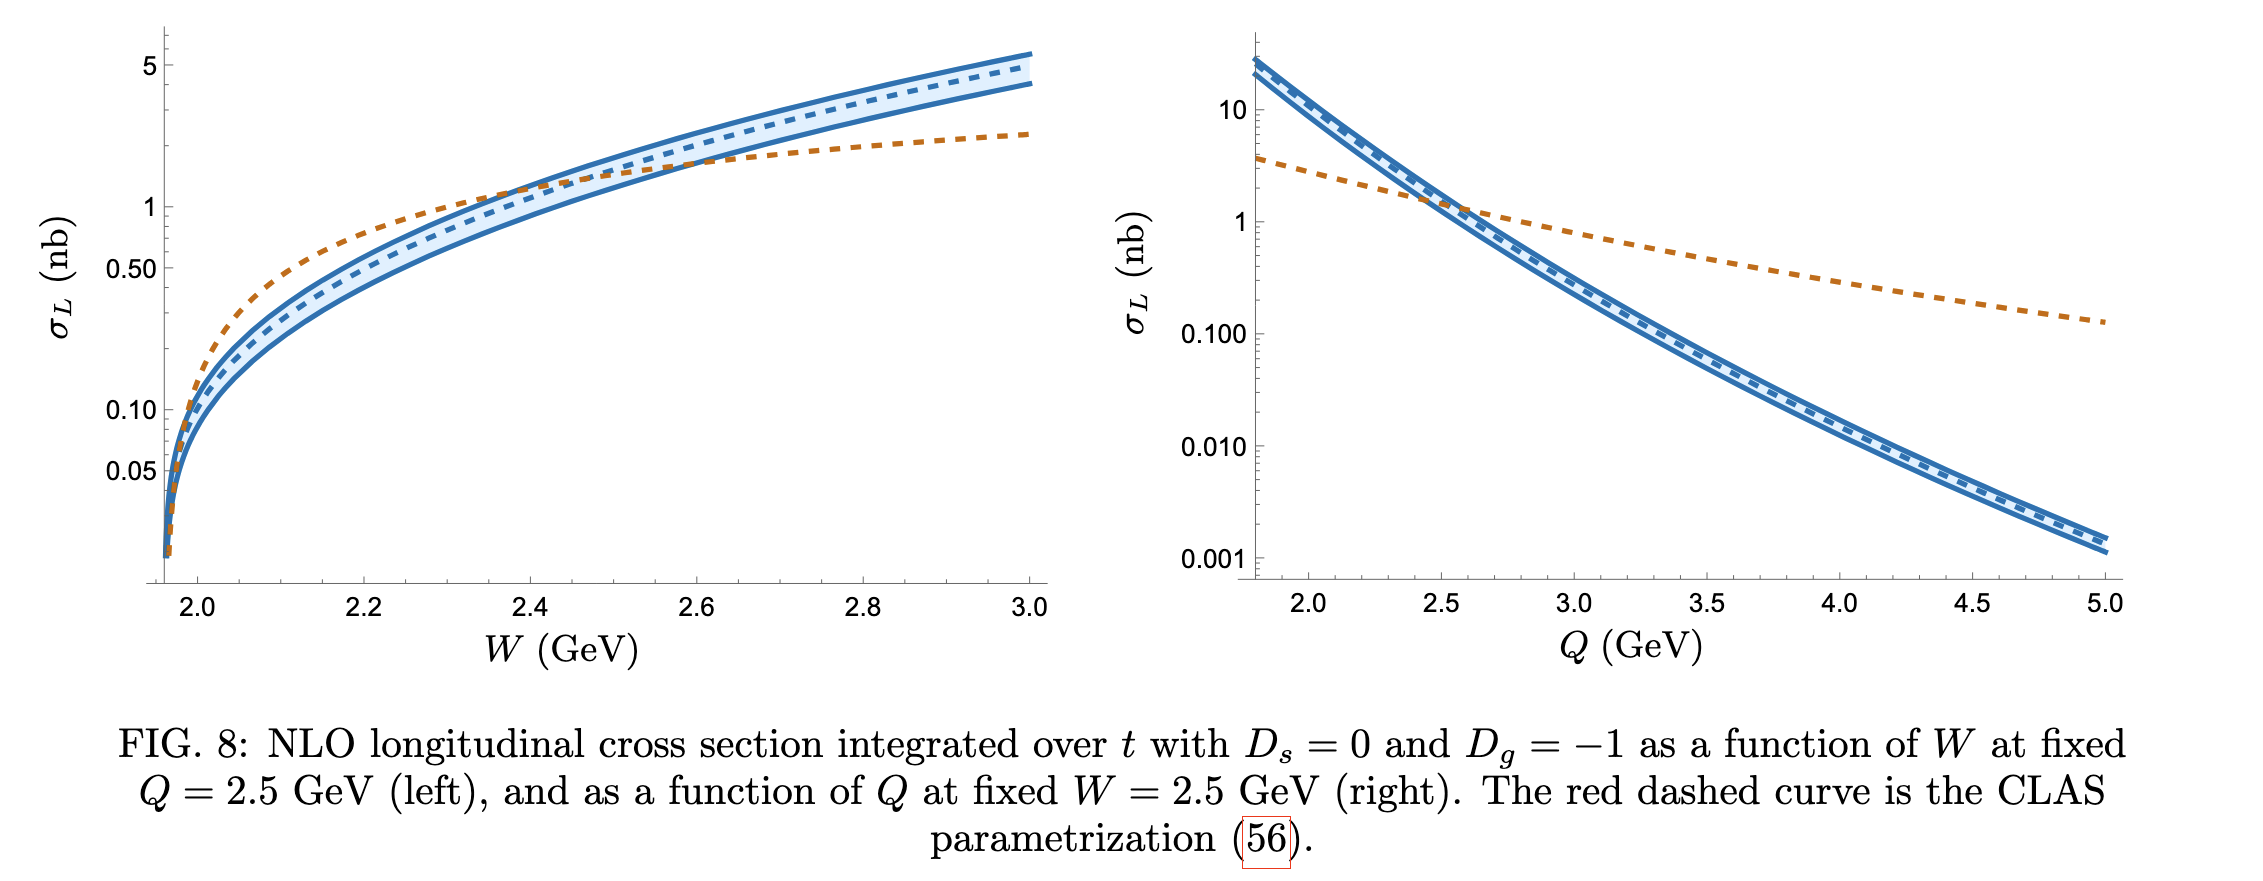 5
1
0.50
0.10
0.05
σL (nb)
2.0 2.2 2.4 2.6 2.8 3.0
W (GeV)
10
1
0.100
0.010
0.001
σL (nb)
2.0 2.5 3.0 3.5 4.0 4.5 5.0
Q (GeV)
FIG. 8: NLO longitudinal cross section integrated over t with Ds = 0 and Dg = −1 as a function of W at fixed
Q = 2.5 GeV (left), and as a function of Q at fixed W = 2.5 GeV (right). The red dashed curve is the CLAS
parametrization (56).